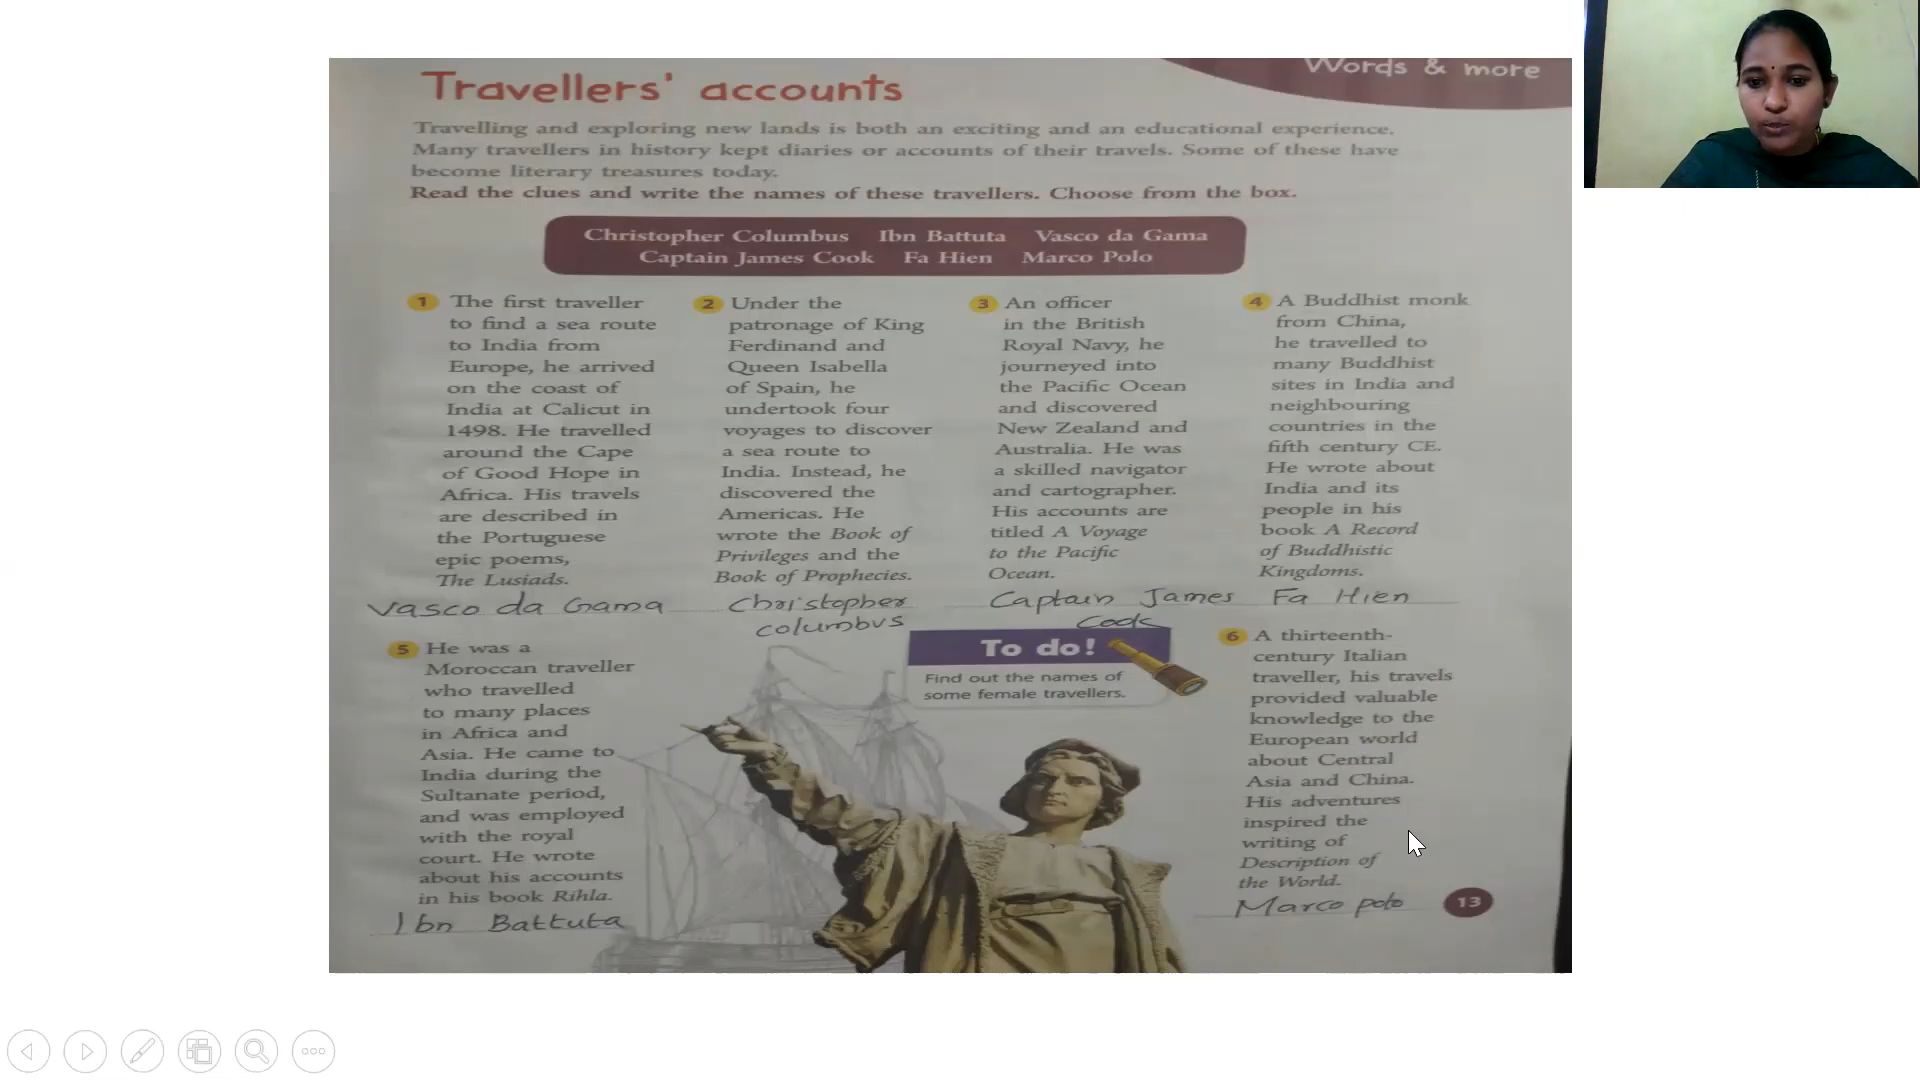 Words & more
Travellers' accounts
Travelling and exploring new lands is both an exciting and an educational experience.
Many travellers in history kept diaries or accounts of their travels. Some of these have
become literary treasures today.
Read the clues and write the names of these travellers. Choose from the box.
Christopher Columbus Ibn Battuta Vasco da Gama
Captain James Cook Fa Hien Marco Polo
1 The first traveller
to find a sea route
to India from
Europe, he arrived
on the coast of
India at Calicut in
1498. He travelled
around the Cape
of Good Hope in
Africa. His travels
are described in
the Portuguese
epic poems,
The Lusiads.
Vasco da Gama
2 Under the
patronage of King
Ferdinand and
Queen Isabella
of Spain, he
undertook four
voyages to discover
a sea route to
India. Instead, he
discovered the
Americas. He
wrote the Book of
Privileges and the
Book of Prophecies.
Christopher
columbus
3 An officer
in the British
Royal Navy, he
journeyed into
the Pacific Ocean
and discovered
New Zealand and
Australia. He was
a skilled navigator
and cartographer.
His accounts are
titled A Voyage
to the Pacific
Ocean.
Captain James
Cook
4 A Buddhist monk
from China,
he travelled to
many Buddhist
sites in India and
neighbouring
countries in the
fifth century CE.
He wrote about
India and its
people in his
book A Record
of Buddhistic
Kingdoms.
Fa Hien
5 He was a
Moroccan traveller
who travelled
to many places
in Africa and
Asia. He came to
India during the
Sultanate period,
and was employed
with the royal
court. He wrote
about his accounts
in his book Rihla.
Ibn Battuta
To do!
Find out the names of
some female travellers.
6 A thirteenth-
century Italian
traveller, his travels
provided valuable
knowledge to the
European world
about Central
Asia and China.
His adventures
inspired the
writing of
Description of
the World.
Marco polo
13